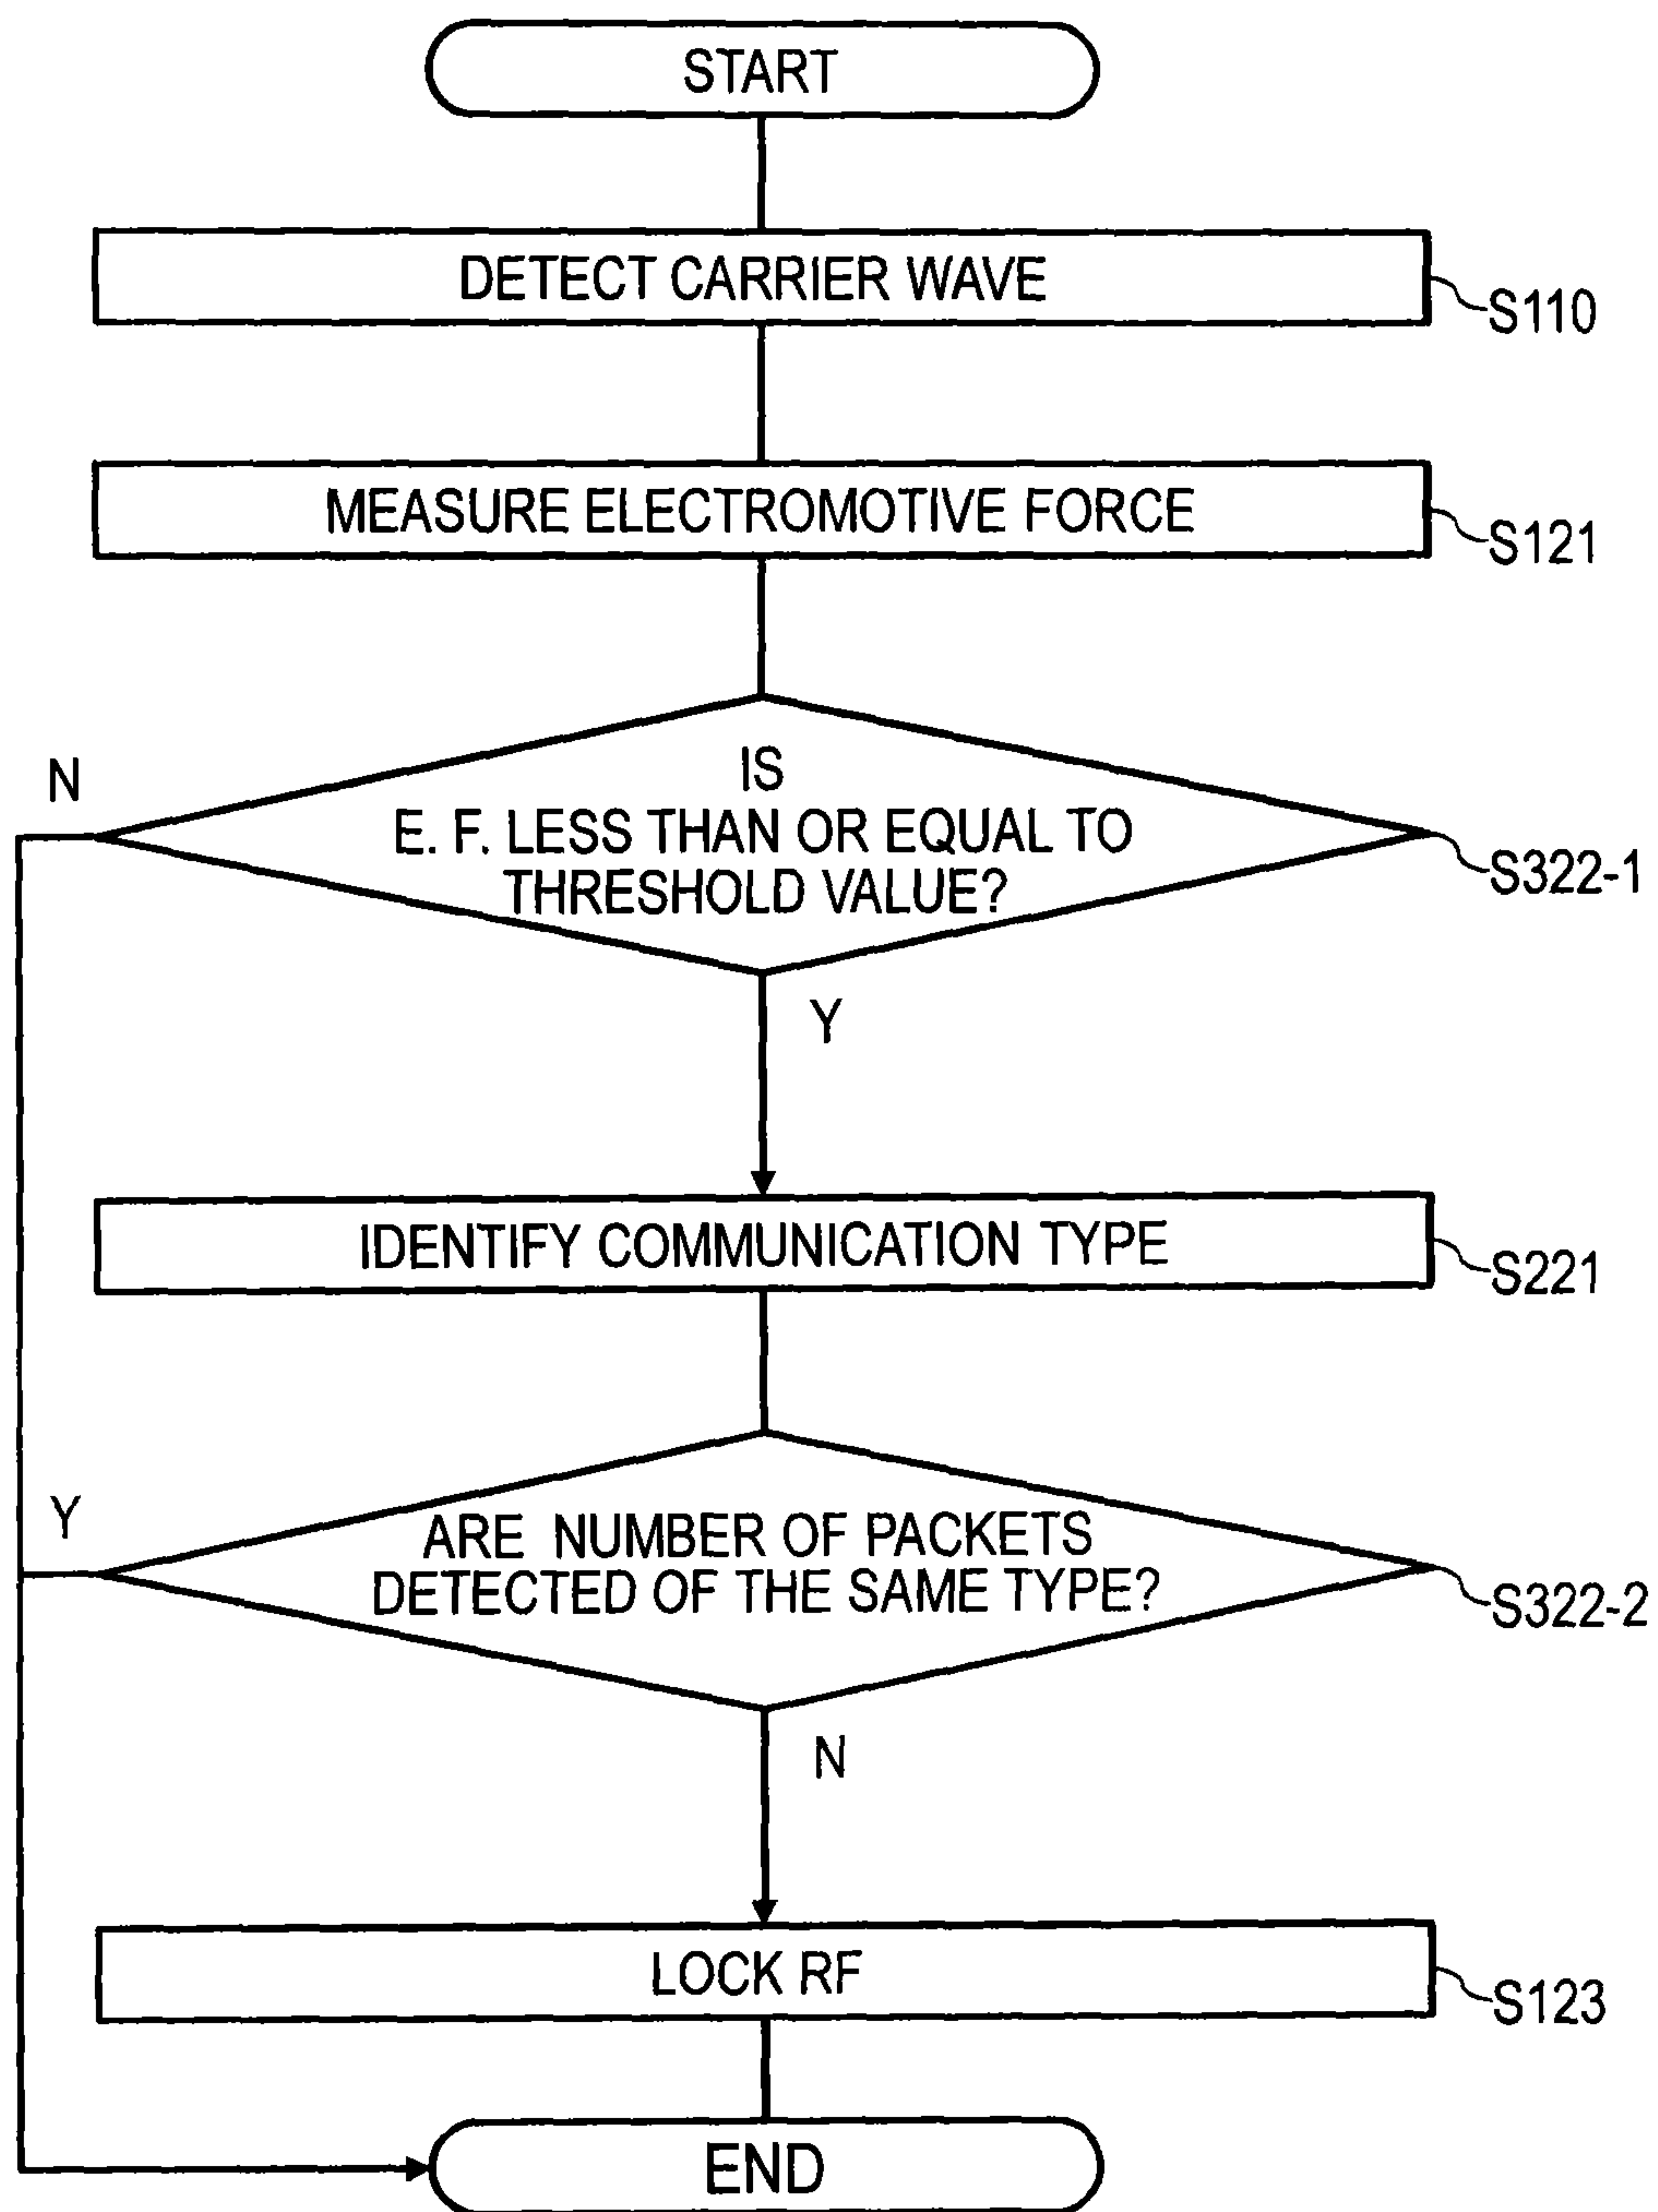 START
DETECT CARRIER WAVE
S110
MEASURE ELECTROMOTIVE FORCE
S121
IS
E. F. LESS THAN OR EQUAL TO
THRESHOLD VALUE?
N
S322-1
Y
IDENTIFY COMMUNICATION TYPE
S221
ARE NUMBER OF PACKETS
DETECTED OF THE SAME TYPE?
Y
S322-2
N
LOCK RF
S123
END